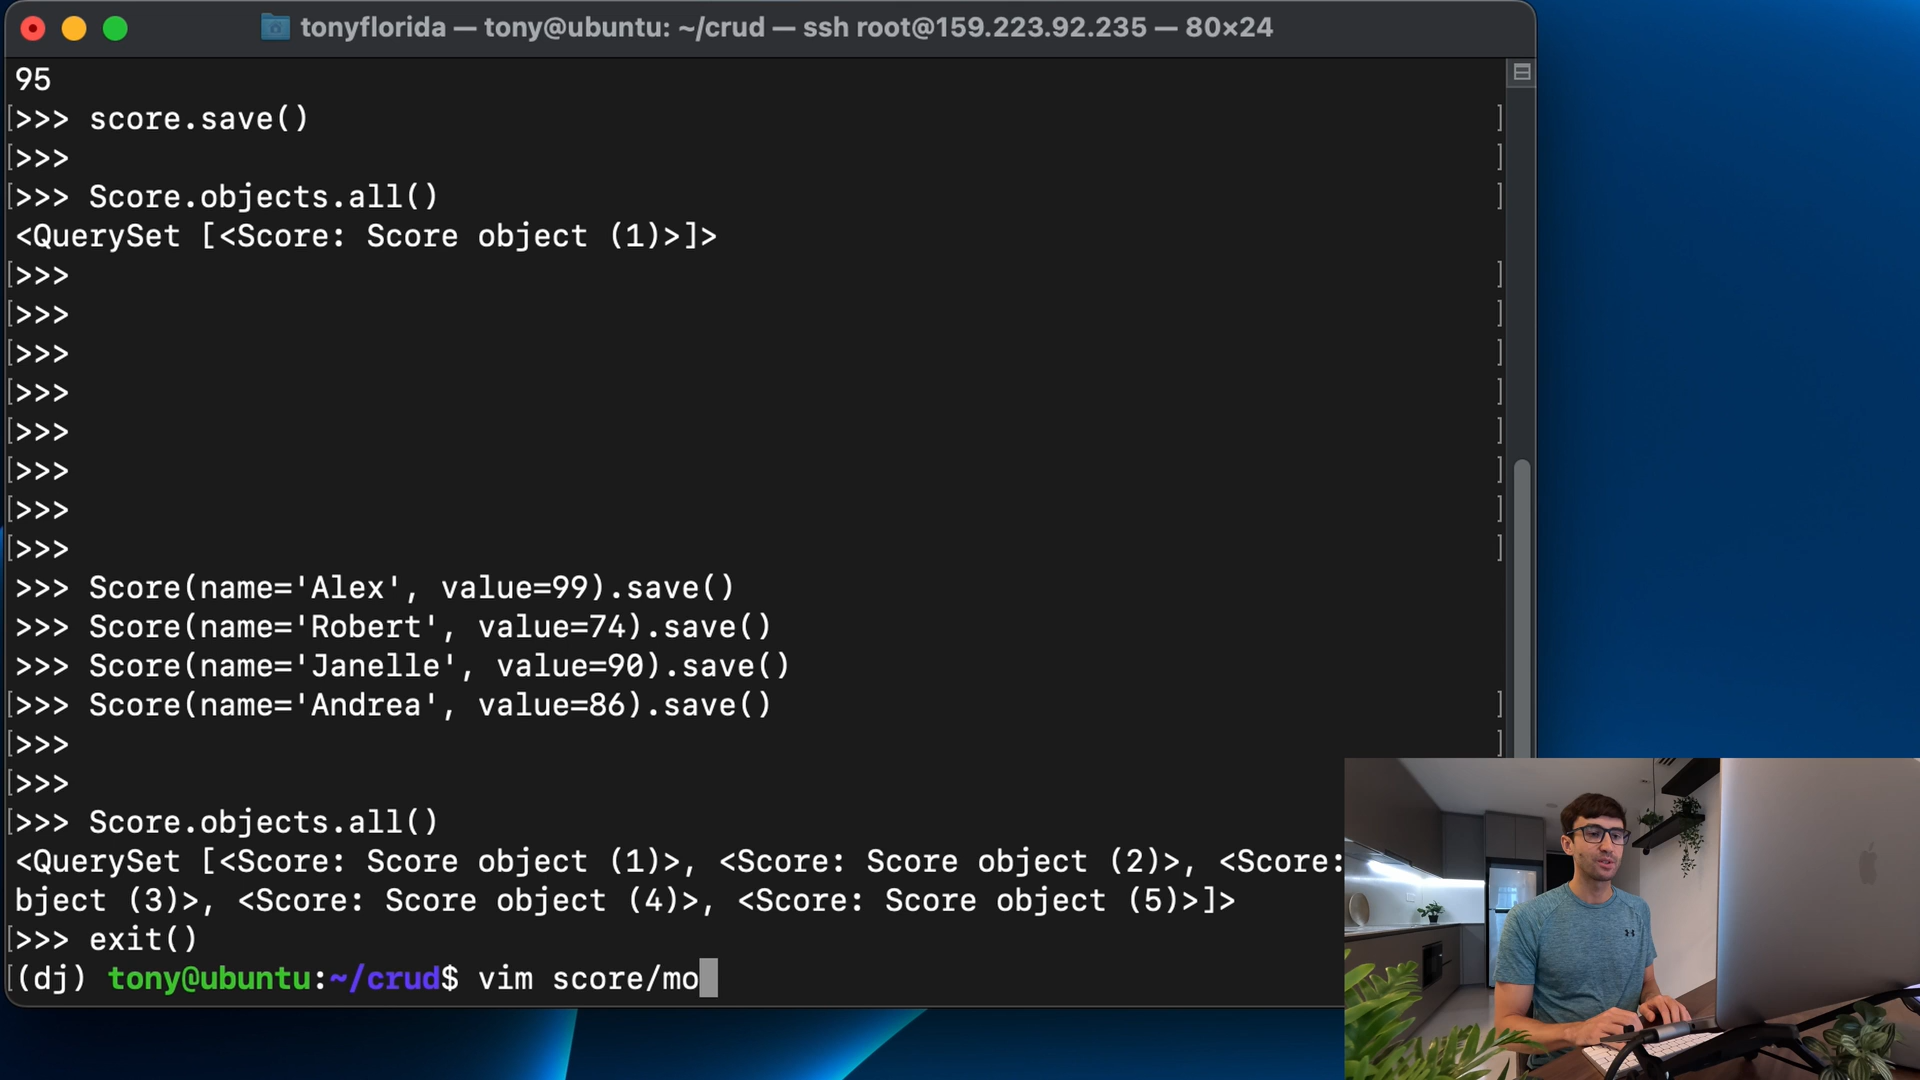 tonyflorida — tony@ubuntu: ~/crud — ssh root@159.223.92.235 — 80×24
95
[>>> score.save() ]
[>>> ]
[>>> Score.objects.all() ]
<QuerySet [<Score: Score object (1)>]>
[>>> ]
[>>> ]
[>>> ]
[>>> ]
[>>> ]
[>>> ]
[>>> ]
[>>> ]
>>> Score(name='Alex', value=99).save()
>>> Score(name='Robert', value=74).save()
>>> Score(name='Janelle', value=90).save()
[>>> Score(name='Andrea', value=86).save() ]
[>>> ]
[>>>
[>>> Score.objects.all()
<QuerySet [<Score: Score object (1)>, <Score: Score object (2)>, <Score:
bject (3)>, <Score: Score object (4)>, <Score: Score object (5)>]>
[>>> exit()
[(dj) tony@ubuntu:~/crud$ vim score/mo